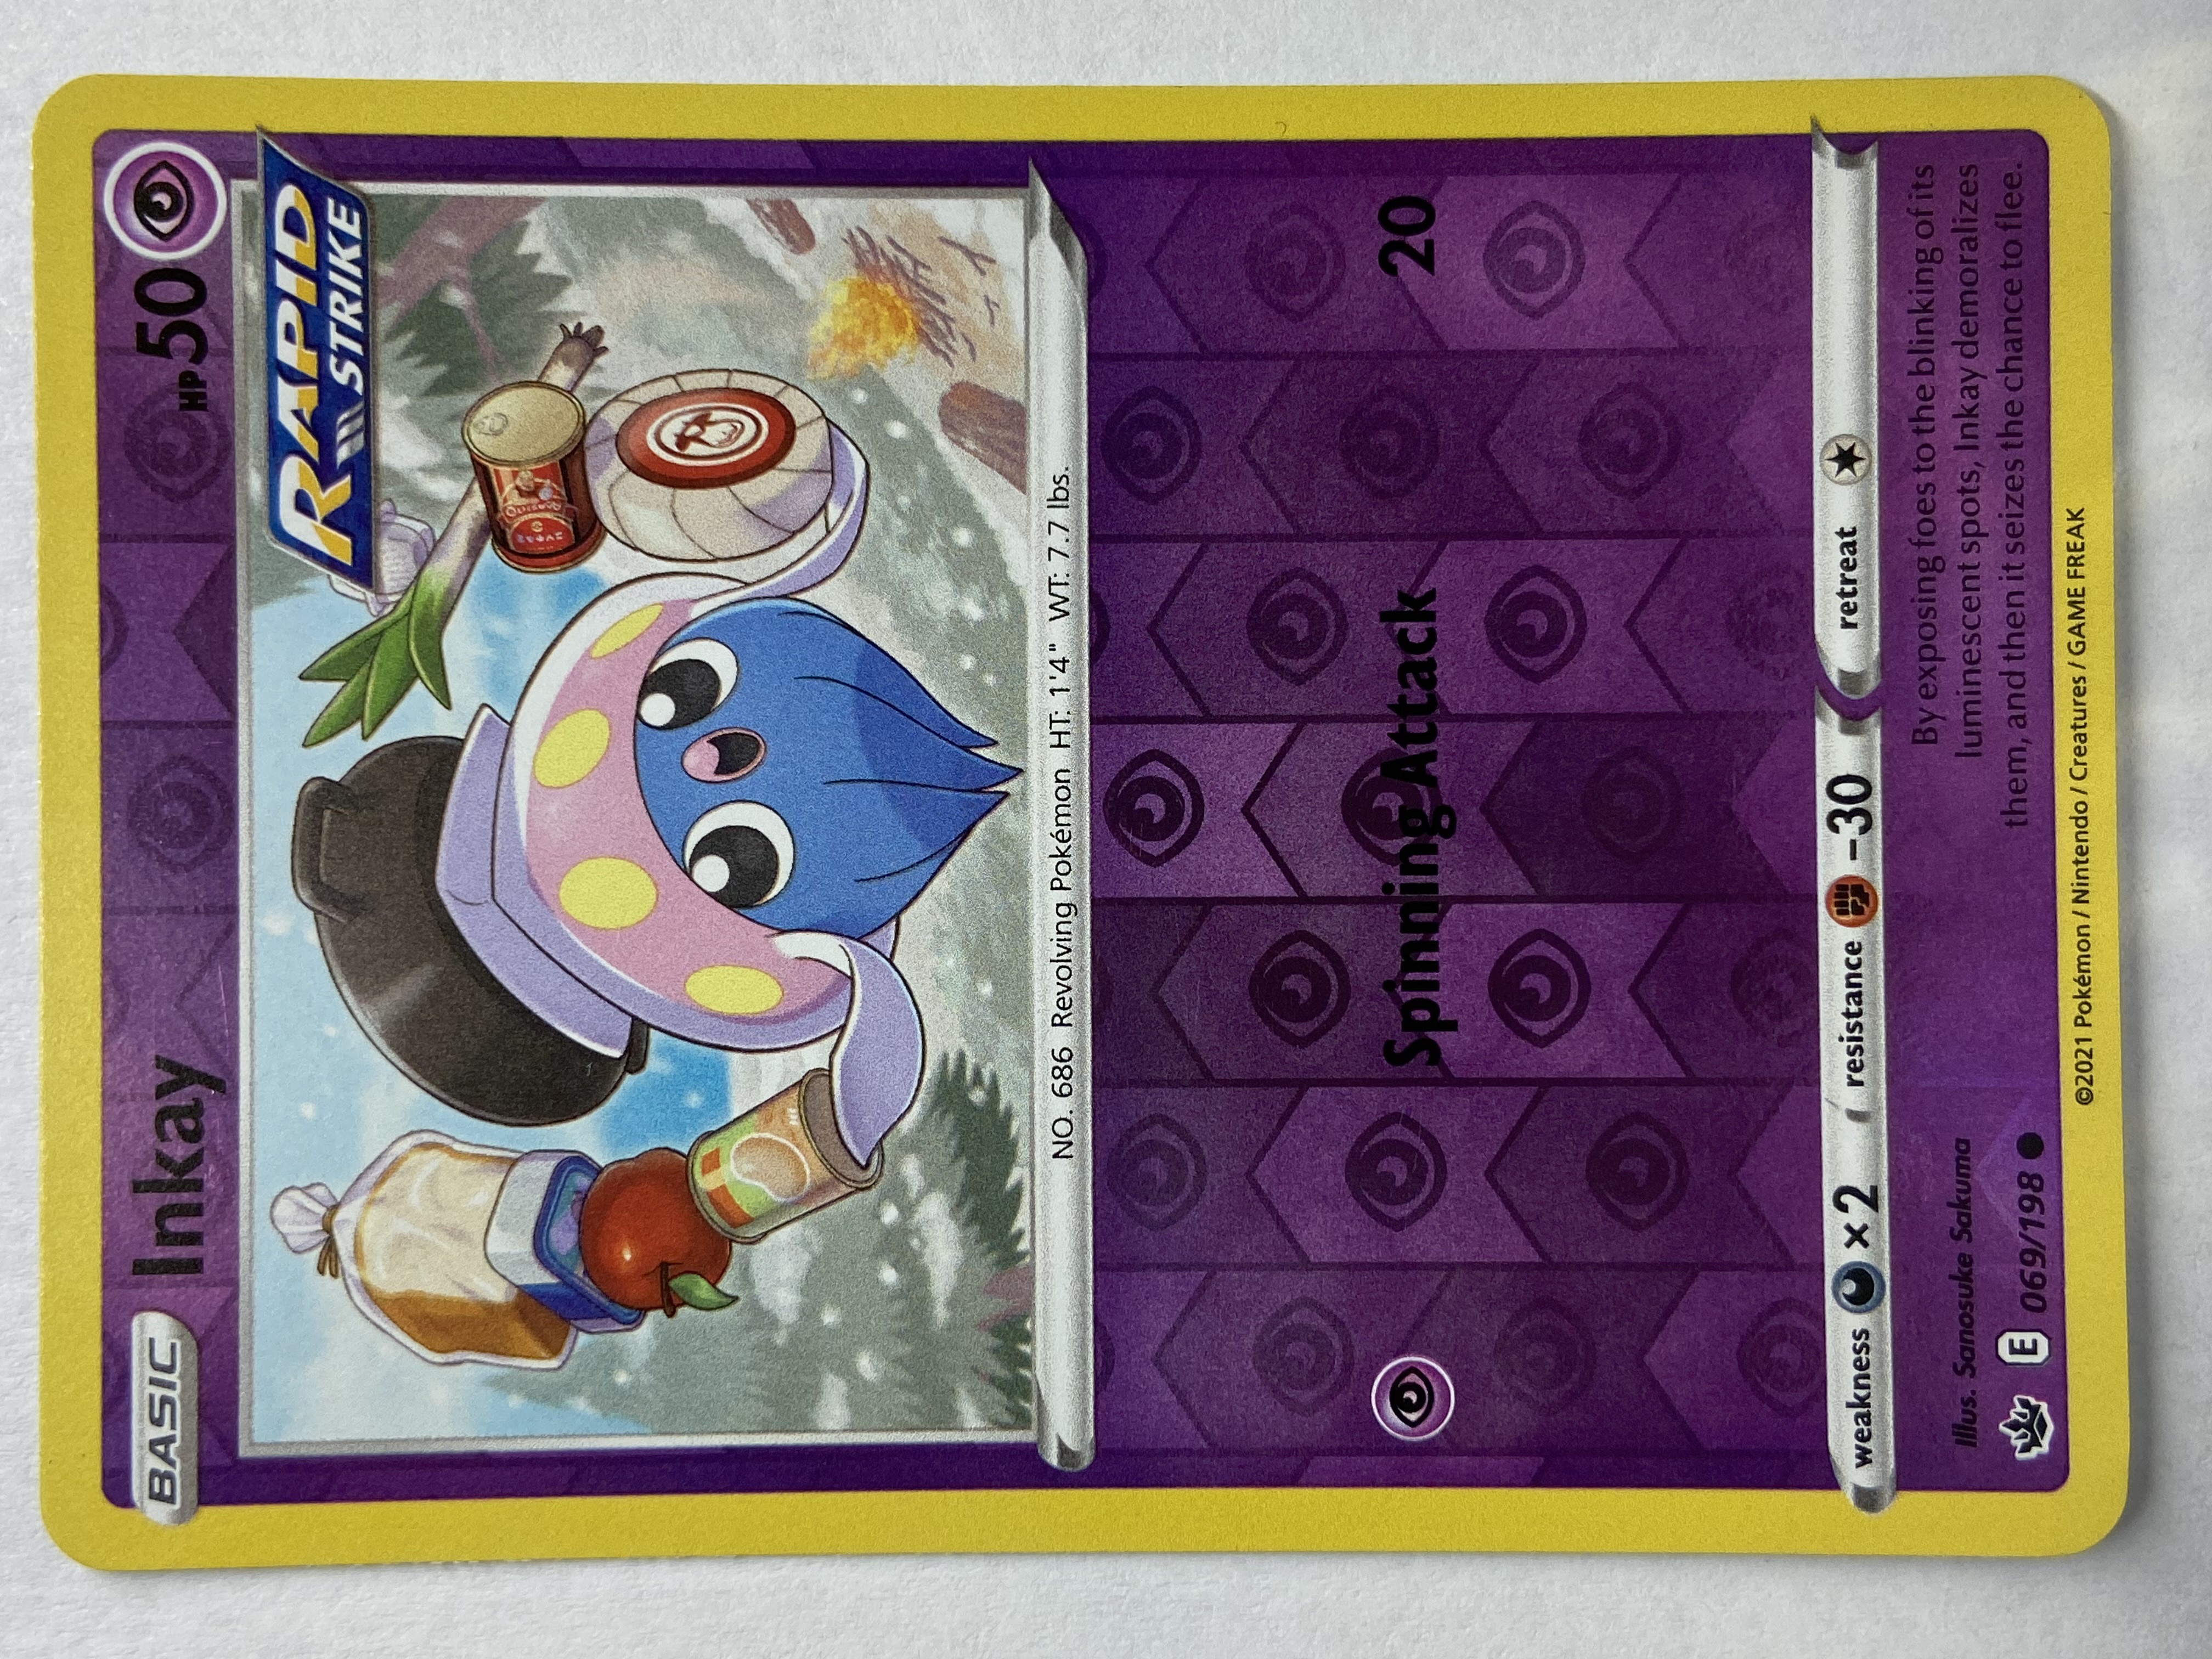 BASIC Inkay HP 50
RAPID
STRIKE
NO. 686 Revolving Pokémon HT: 1'4" WT: 7.7 lbs.
Spinning Attack 20
weakness ×2 resistance -30 retreat
By exposing foes to the blinking of its
luminescent spots, Inkay demoralizes
them, and then it seizes the chance to flee.
Illus. Sanosuke Sakuma
E 069/198
©2021 Pokémon / Nintendo / Creatures / GAME FREAK